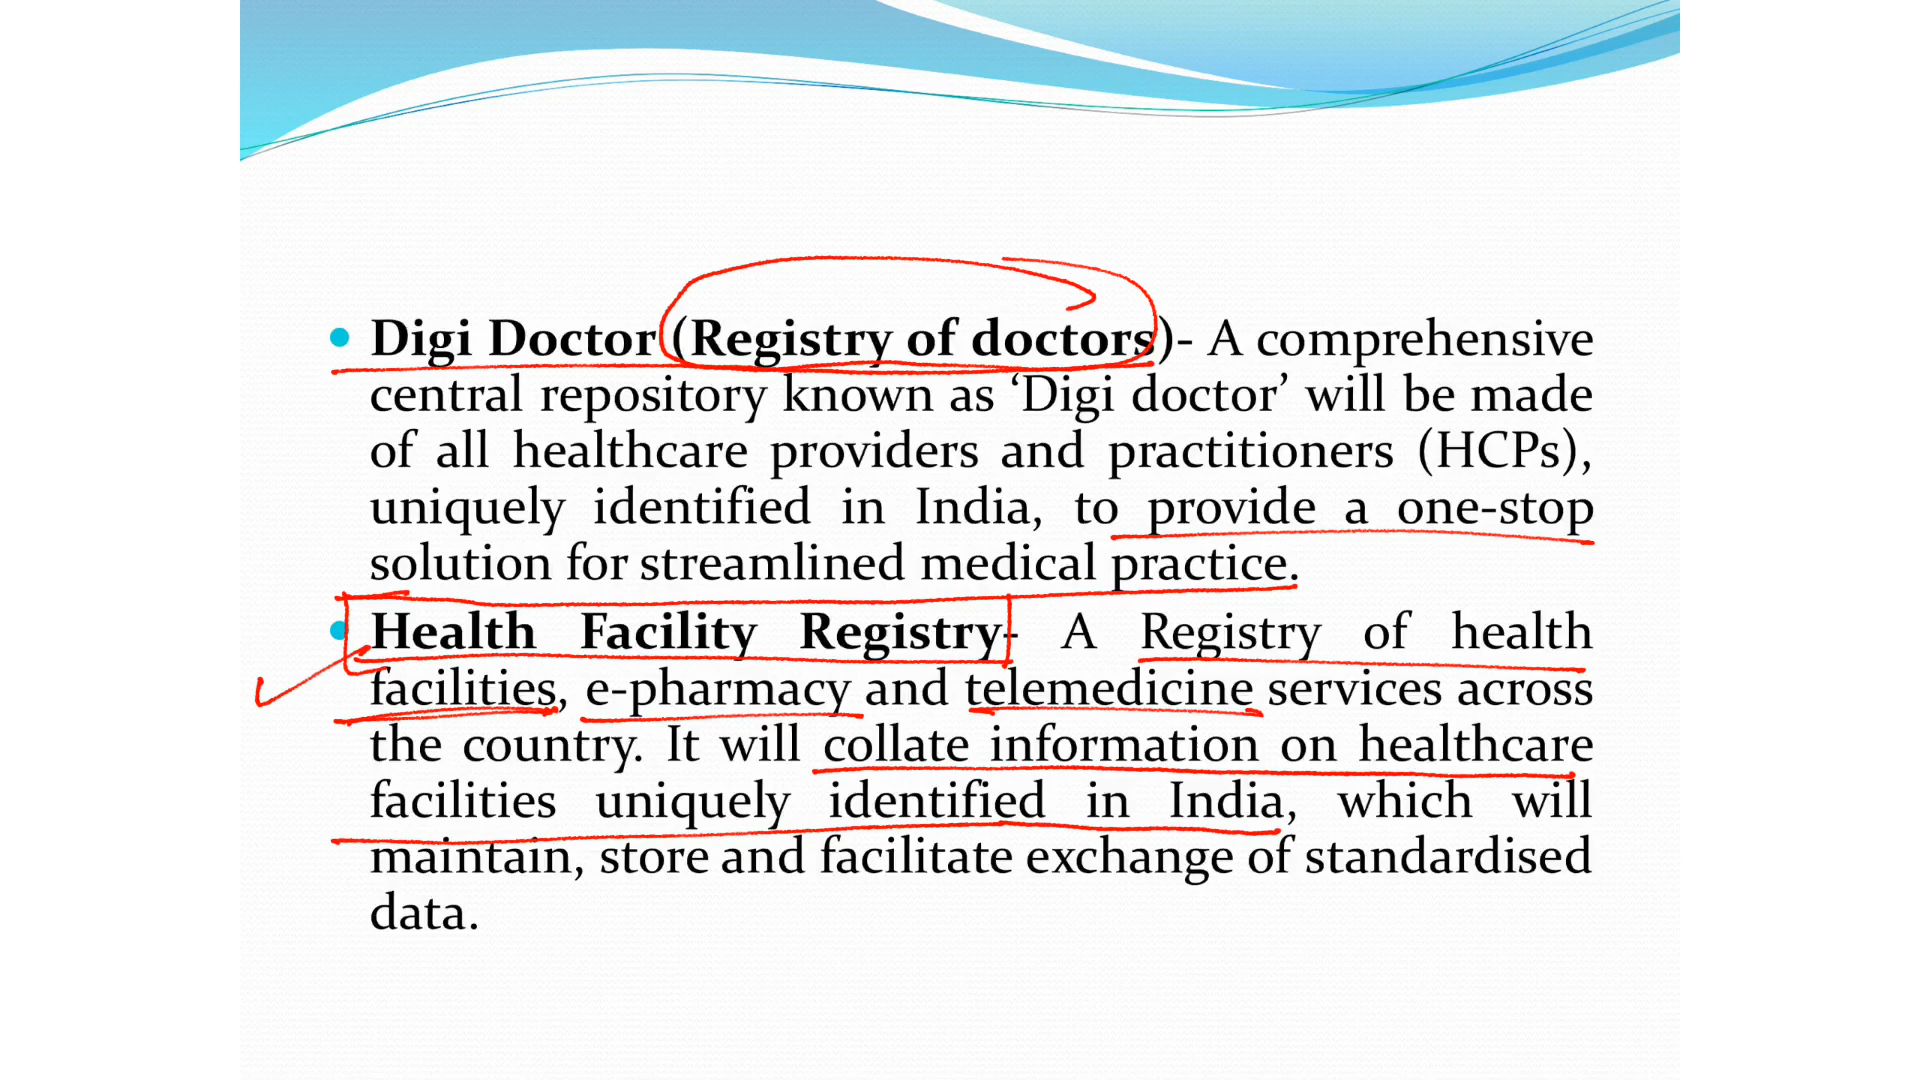 Digi Doctor (Registry of doctors)- A comprehensive
central repository known as ‘Digi doctor’ will be made
of all healthcare providers and practitioners (HCPs),
uniquely identified in India, to provide a one-stop
solution for streamlined medical practice.
Health Facility Registry- A Registry of health
facilities, e-pharmacy and telemedicine services across
the country. It will collate information on healthcare
facilities uniquely identified in India, which will
maintain, store and facilitate exchange of standardised
data.